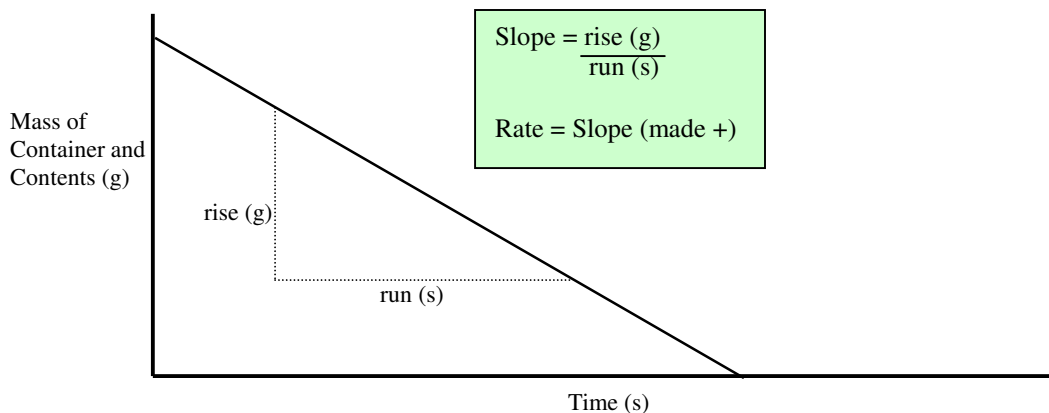 Slope = rise (g)
run (s)
Rate = Slope (made +)
Mass of
Container and
Contents (g)
rise (g)
run (s)
Time (s)